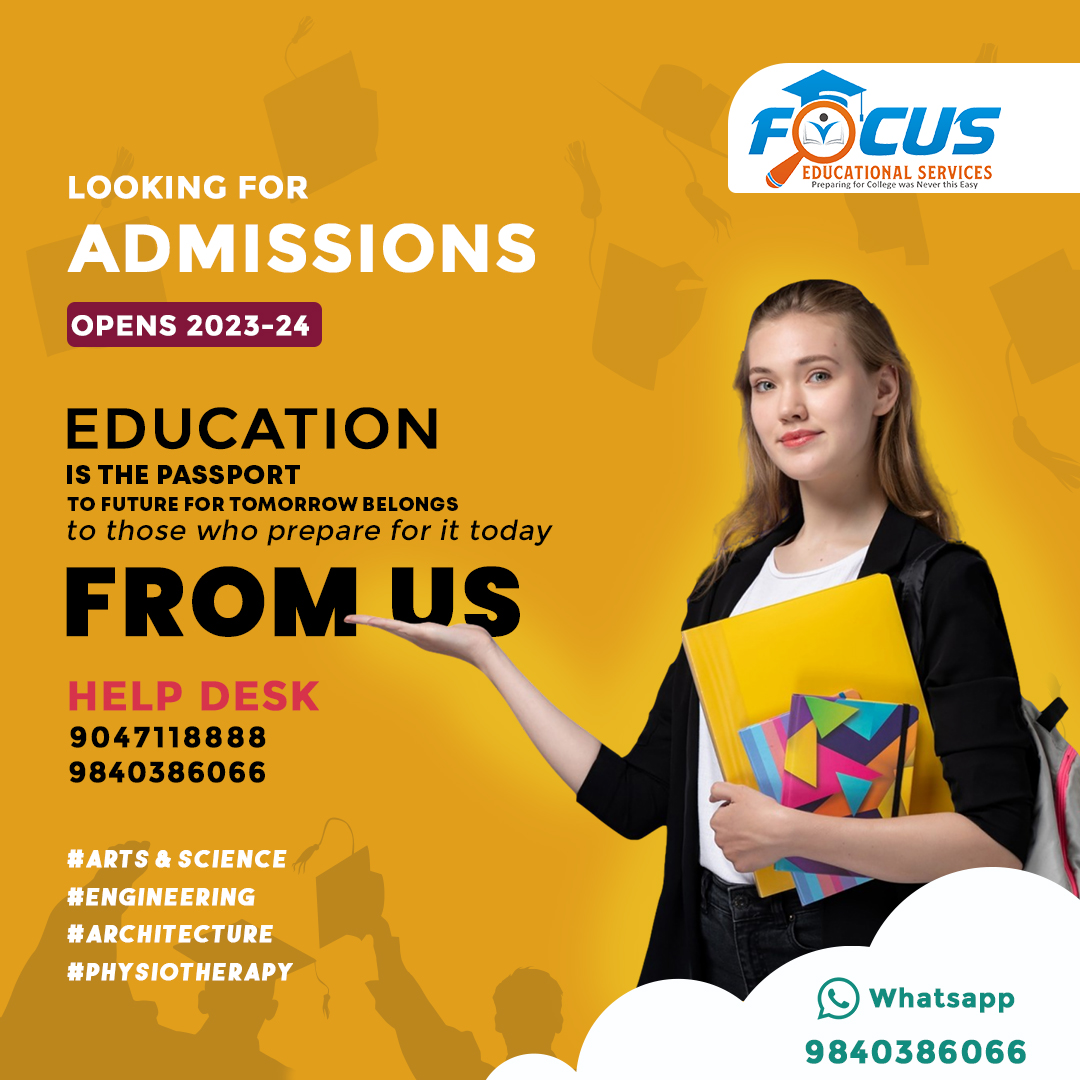 FOCUS
EDUCATIONAL SERVICES
Preparing for College was Never this Easy
LOOKING FOR
ADMISSIONS
OPENS 2023-24
EDUCATION
IS THE PASSPORT
TO FUTURE FOR TOMORROW BELONGS
to those who prepare for it today
FROM US
HELP DESK
9047118888
9840386066
#ARTS & SCIENCE
#ENGINEERING
#ARCHITECTURE
#PHYSIOTHERAPY
Whatsapp
9840386066